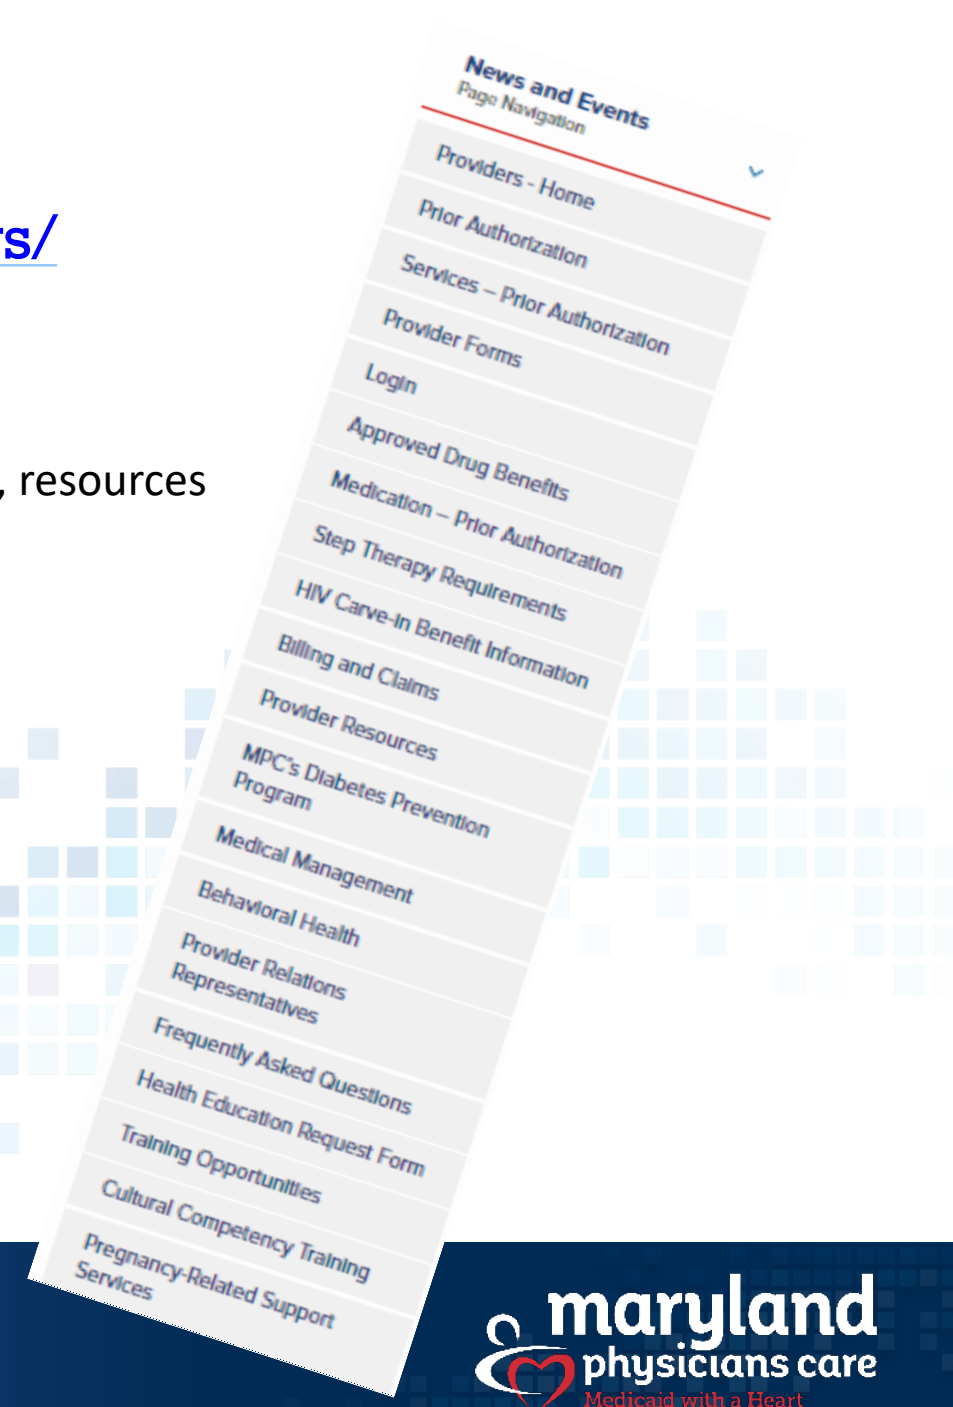 News and Events
Page Navigation
Providers - Home
Prior Authorization
s/
Services – Prior Authorization
Provider Forms
Login
Approved Drug Benefits
, resources
Medication – Prior Authorization
Step Therapy Requirements
HIV Carve-in Benefit Information
Billing and Claims
Provider Resources
MPC's Diabetes Prevention
Program
Medical Management
Behavioral Health
Provider Relations
Representatives
Frequently Asked Questions
Health Education Request Form
Training Opportunities
Cultural Competency Training
Pregnancy-Related Support
Services
maryland
physicians care
Medicaid with a Heart